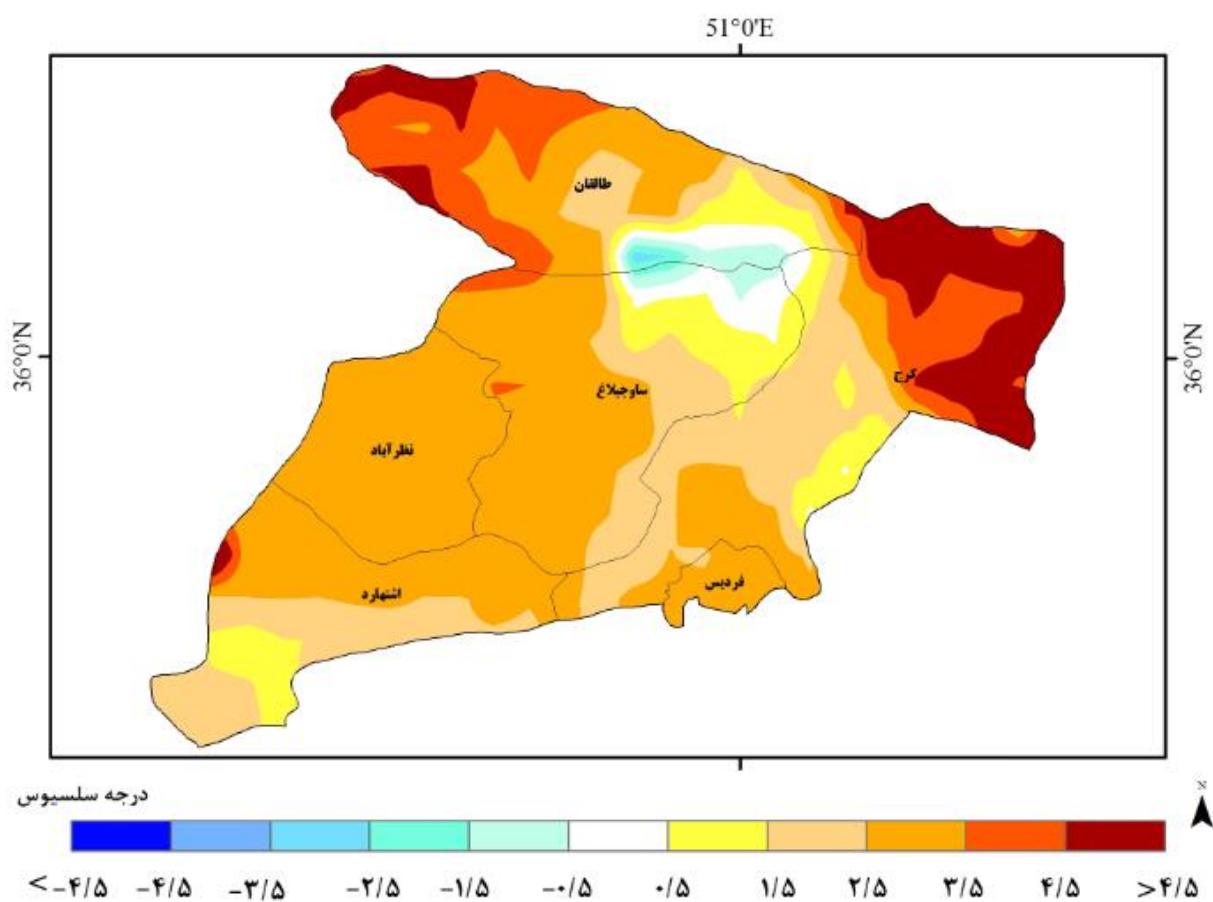 51°0'E
36°0'N
36°0'N
طالقان
کرج
ساوجبلاغ
نظرآباد
فردیس
اشتهارد
درجه سلسیوس
N
<-۴/۵ -۴/۵ -۳/۵ -۲/۵ -۱/۵ -۰/۵ ۰/۵ ۱/۵ ۲/۵ ۳/۵ ۴/۵ >۴/۵